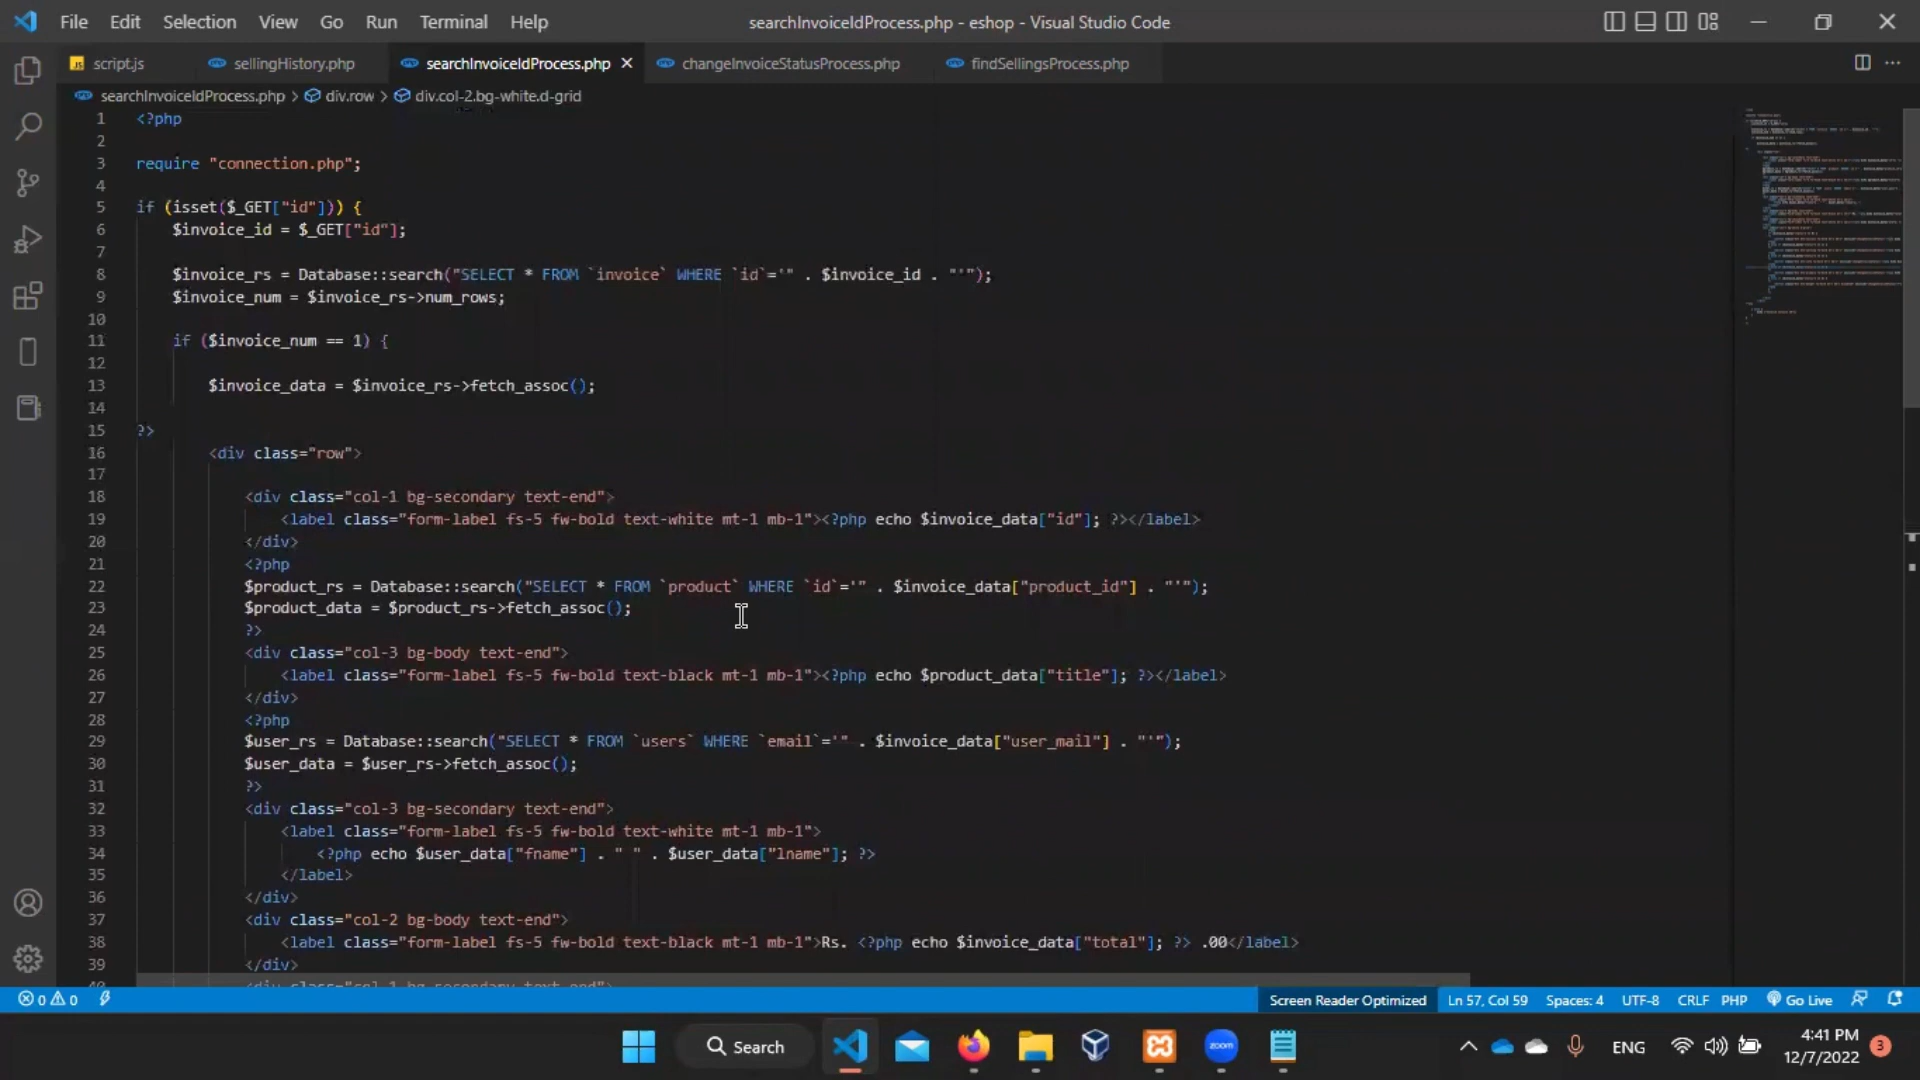 File Edit Selection View Go Run Terminal Help searchInvoiceIdProcess.php - eshop - Visual Studio Code
JS script.js sellingHistory.php searchInvoiceIdProcess.php changeInvoiceStatusProcess.php findSellingsProcess.php
searchInvoiceIdProcess.php > div.row > div.col-2.bg-white.d-grid
1 <?php
2
3 require "connection.php";
4
5 if (isset($_GET["id"])) {
6 $invoice_id = $_GET["id"];
7
8 $invoice_rs = Database::search("SELECT * FROM `invoice` WHERE `id`='" . $invoice_id . "'");
9 $invoice_num = $invoice_rs->num_rows;
10
11 if ($invoice_num == 1) {
12
13 $invoice_data = $invoice_rs->fetch_assoc();
14
15 ?>
16 <div class="row">
17
18 <div class="col-1 bg-secondary text-end">
19 <label class="form-label fs-5 fw-bold text-white mt-1 mb-1"><?php echo $invoice_data["id"]; ?></label>
20 </div>
21 <?php
22 $product_rs = Database::search("SELECT * FROM `product` WHERE `id`='" . $invoice_data["product_id"] . "'");
23 $product_data = $product_rs->fetch_assoc();
24 ?>
25 <div class="col-3 bg-body text-end">
26 <label class="form-label fs-5 fw-bold text-black mt-1 mb-1"><?php echo $product_data["title"]; ?></label>
27 </div>
28 <?php
29 $user_rs = Database::search("SELECT * FROM `users` WHERE `email`='" . $invoice_data["user_mail"] . "'");
30 $user_data = $user_rs->fetch_assoc();
31 ?>
32 <div class="col-3 bg-secondary text-end">
33 <label class="form-label fs-5 fw-bold text-white mt-1 mb-1">
34 <?php echo $user_data["fname"] . " " . $user_data["lname"]; ?>
35 </label>
36 </div>
37 <div class="col-2 bg-body text-end">
38 <label class="form-label fs-5 fw-bold text-black mt-1 mb-1">Rs. <?php echo $invoice_data["total"]; ?> .00</label>
39 </div>
0 0 Screen Reader Optimized Ln 57, Col 59 Spaces: 4 UTF-8 CRLF PHP Go Live
Search zoom ENG 4:41 PM
12/7/2022 3